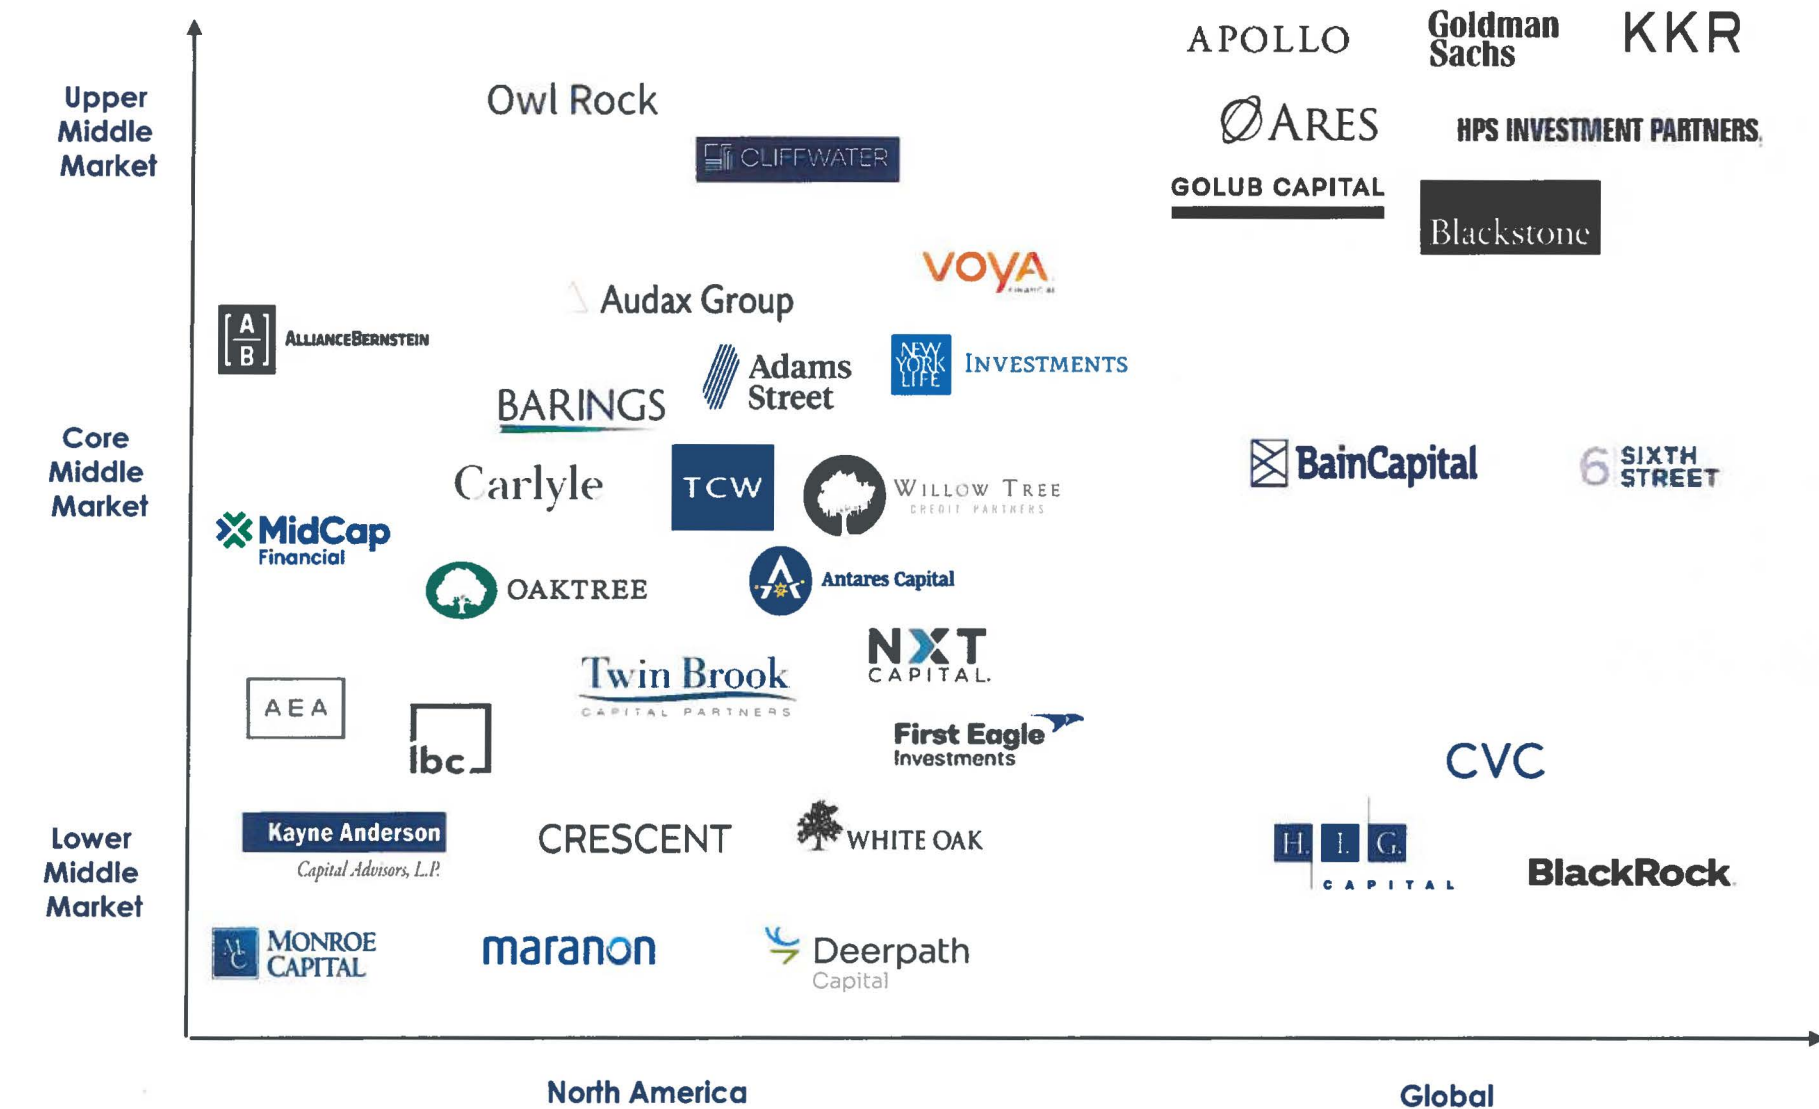 Upper
Middle
Market
Core
Middle
Market
Lower
Middle
Market
APOLLO
Goldman
Sachs
KKR
Owl Rock
ARES
HPS INVESTMENT PARTNERS
CLIFFWATER
GOLUB CAPITAL
Blackstone
VOYA
FINANCIAL
Audax Group
A
B
ALLIANCEBERNSTEIN
Adams
Street
NEW
YORK
LIFE
INVESTMENTS
BARINGS
BainCapital
6 SIXTH
STREET
Carlyle
TCW
WILLOW TREE
CREDIT PARTNERS
MidCap
Financial
OAKTREE
Antares Capital
NXT
CAPITAL.
Twin Brook
CAPITAL PARTNERS
AEA
lbc
First Eagle
Investments
CVC
Kayne Anderson
Capital Advisors, L.P.
CRESCENT
WHITE OAK
H. I. G.
CAPITAL
BlackRock
MC
MONROE
CAPITAL
maranon
Deerpath
Capital
North America
Global